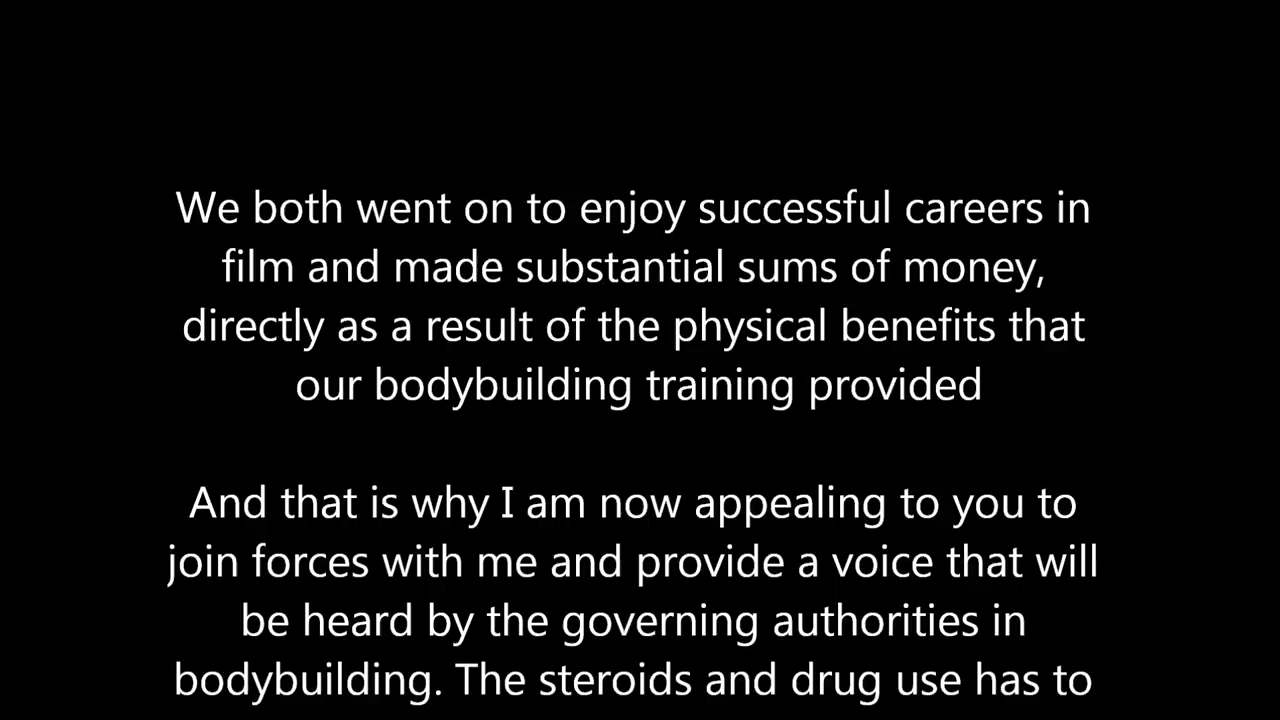 We both went on to enjoy successful careers in
film and made substantial sums of money,
directly as a result of the physical benefits that
our bodybuilding training provided
And that is why I am now appealing to you to
join forces with me and provide a voice that will
be heard by the governing authorities in
bodybuilding. The steroids and drug use has to